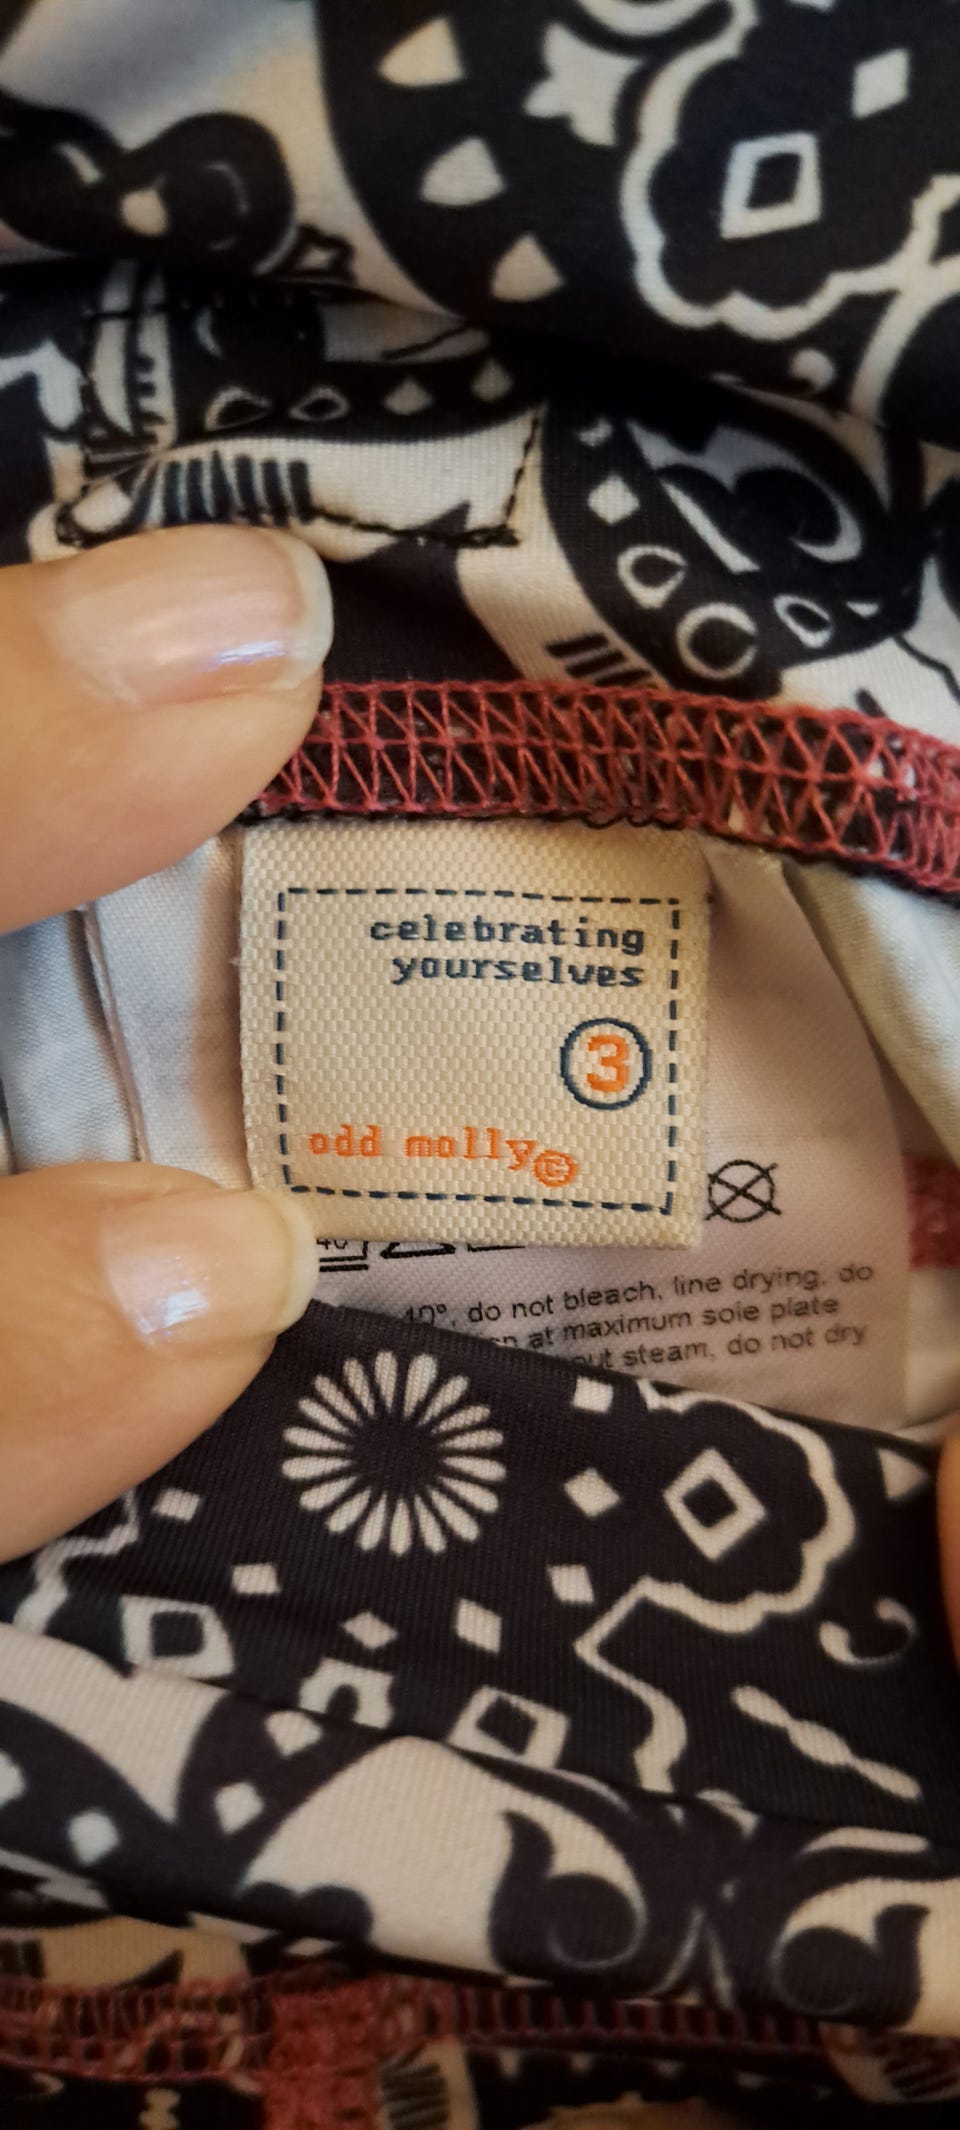 celebrating
yourselves
3
odd molly©
40
40°, do not bleach, line drying, do
at maximum sole plate
steam, do not dry